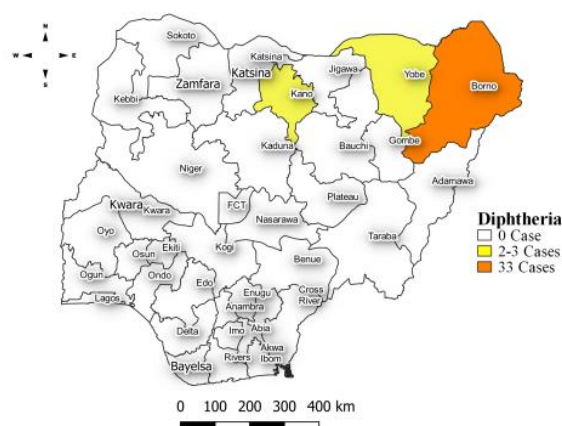 N
W E
S
Sokoto
Katsina
Katsina
Jigawa
Yobe
Borno
Zamfara
Kebbi
Kano
Kaduna
Bauchi
Gombe
Niger
Adamawa
Plateau
FCT
Kwara
Kwara
Nasarawa
Taraba
Oyo
Kogi
Ekiti
Osun
Benue
Ogun
Ondo
Edo
Lagos
Enugu
Cross
River
Anambra
Delta
Imo
Abia
Akwa
Ibom
Bayelsa
Rivers
Diphtheria
0 Case
2-3 Cases
33 Cases
0 100 200 300 400 km